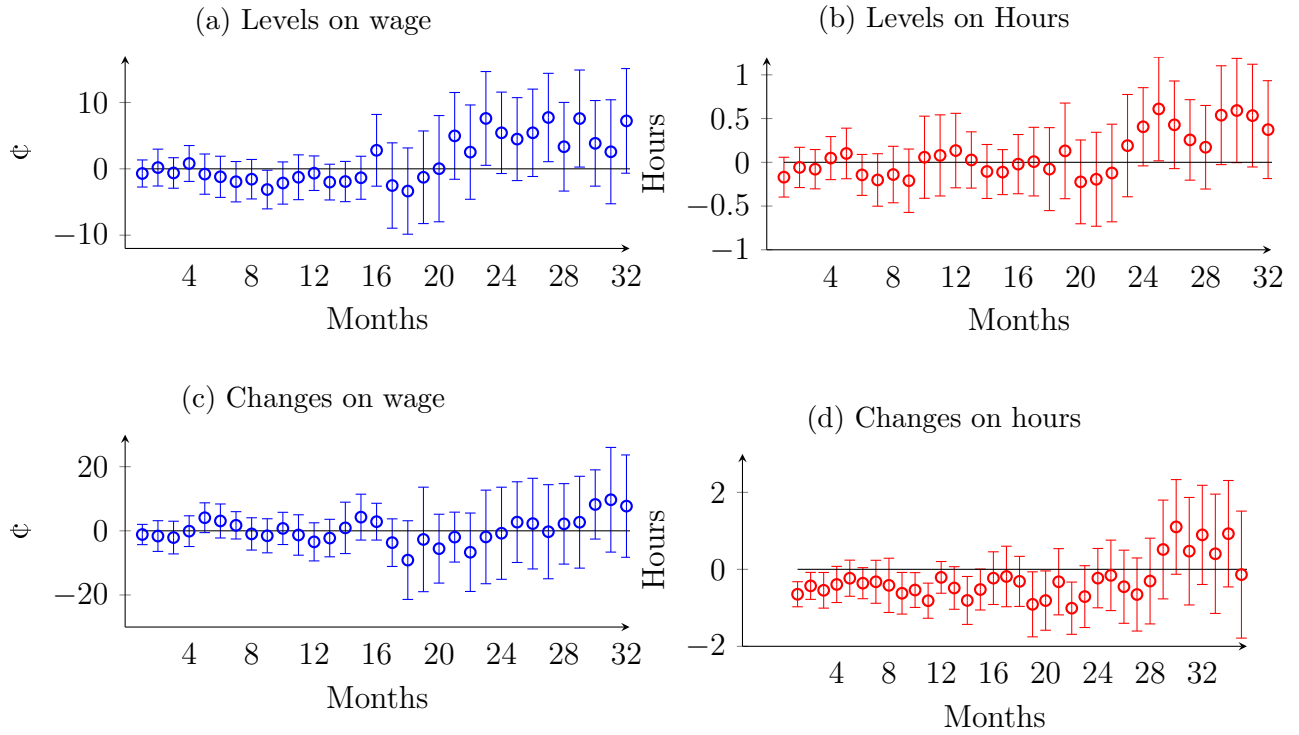 (a) Levels on wage
10
0
−10
¢
4 8 12 16 20 24 28 32
Months
(b) Levels on Hours
1
0.5
0
−0.5
−1
Hours
4 8 12 16 20 24 28 32
Months
(c) Changes on wage
20
0
−20
¢
4 8 12 16 20 24 28 32
Months
(d) Changes on hours
2
0
−2
Hours
4 8 12 16 20 24 28 32
Months